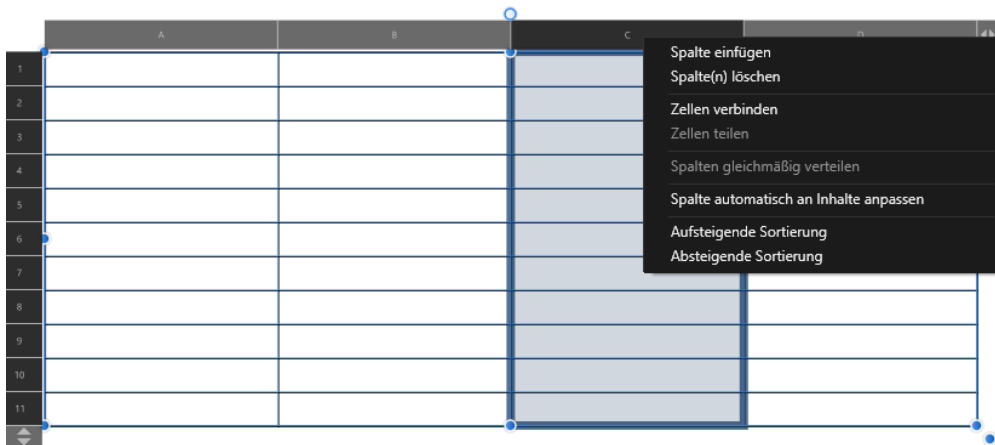 A B C D
1
2
3
4
5
6
7
8
9
10
11
Spalte einfügen
Spalte(n) löschen
Zellen verbinden
Zellen teilen
Spalten gleichmäßig verteilen
Spalte automatisch an Inhalte anpassen
Aufsteigende Sortierung
Absteigende Sortierung